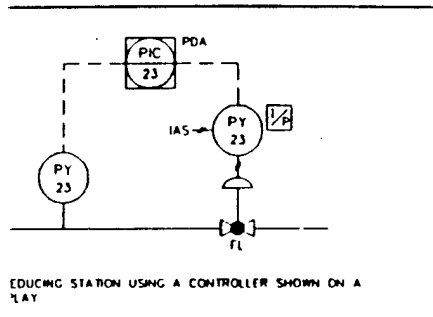 PIC
23
PDA
PY
23
I/P
IAS
PY
23
FL
EDUCING STATION USING A CONTROLLER SHOWN ON A
LAY